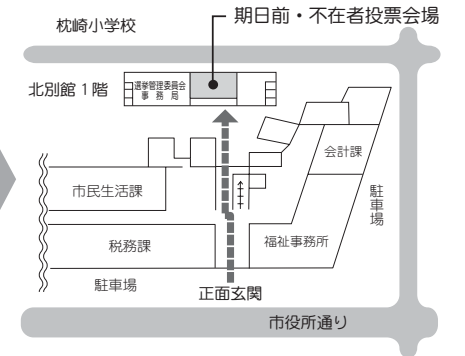 枕崎小学校
期日前・不在者投票会場
北別館1階
選挙管理委員会
事務局
会計課
市民生活課
駐車場
税務課
福祉事務所
駐車場
正面玄関
市役所通り